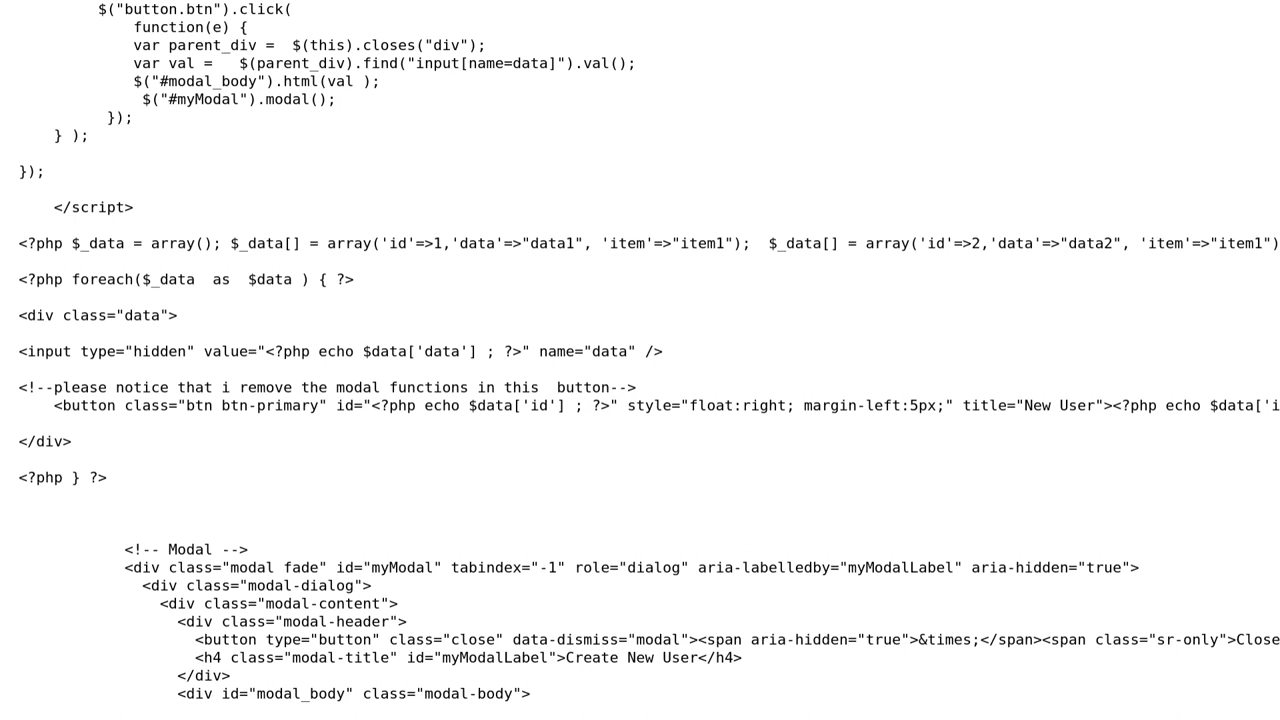 $("button.btn").click(
function(e) {
var parent_div =  $(this).closes("div");
var val =   $(parent_div).find("input[name=data]").val();
$("#modal_body").html(val );
$("#myModal").modal();
});
} );
});
</script>
<?php $_data = array(); $_data[] = array('id'=>1,'data'=>"data1", 'item'=>"item1");  $_data[] = array('id'=>2,'data'=>"data2", 'item'=>"item1")
<?php foreach($_data  as  $data ) { ?>
<div class="data">
<input type="hidden" value="<?php echo $data['data'] ; ?>" name="data" />
<!--please notice that i remove the modal functions in this  button-->
<button class="btn btn-primary" id="<?php echo $data['id'] ; ?>" style="float:right; margin-left:5px;" title="New User"><?php echo $data['i
</div>
<?php } ?>
<!-- Modal -->
<div class="modal fade" id="myModal" tabindex="-1" role="dialog" aria-labelledby="myModalLabel" aria-hidden="true">
<div class="modal-dialog">
<div class="modal-content">
<div class="modal-header">
<button type="button" class="close" data-dismiss="modal"><span aria-hidden="true">&times;</span><span class="sr-only">Close
<h4 class="modal-title" id="myModalLabel">Create New User</h4>
</div>
<div id="modal_body" class="modal-body">